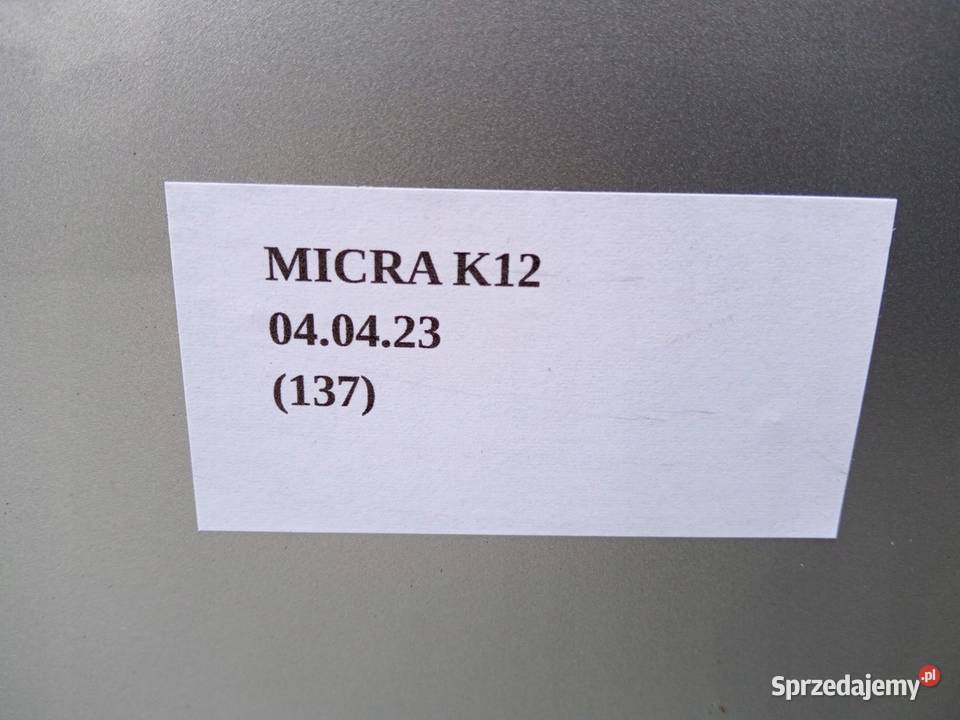 MICRA K12
04.04.23
(137)
Sprzedajemy.pl